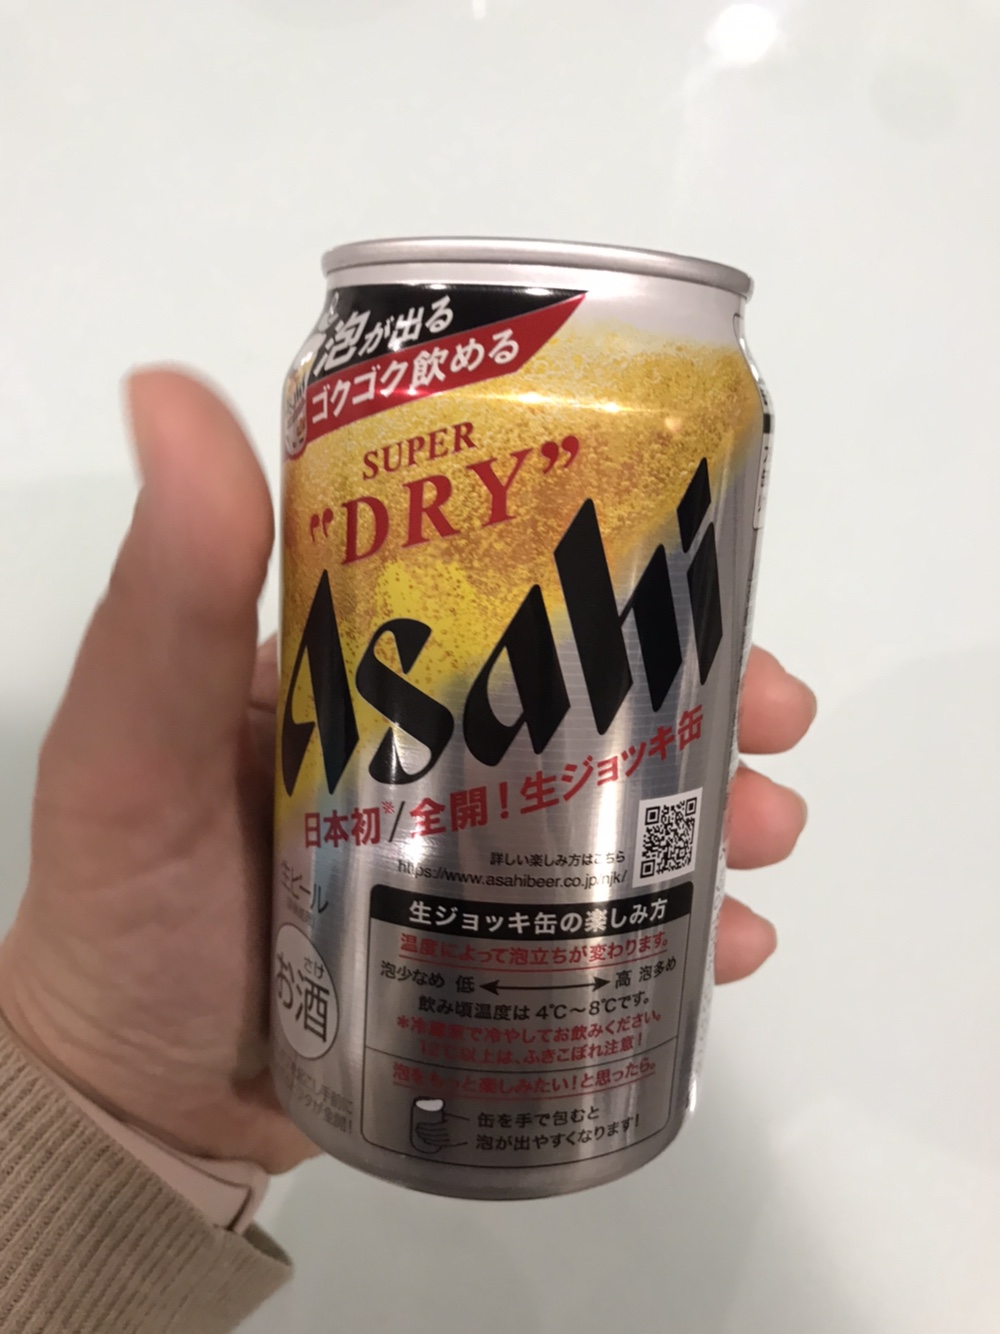 泡が出る
ゴクゴク飲める
SUPER
"DRY"
Asahi
日本初※/全開！生ジョッキ缶
詳しい楽しみ方はこちら
https://www.asahibeer.co.jp/njk/
生ビール
さけ
お酒
生ジョッキ缶の楽しみ方
温度によって泡立ちが変わります。
泡少なめ 低 高 泡多め
飲み頃温度は4℃～8℃です。
＊冷蔵庫で冷やしてお飲みください。
12℃以上は、ふきこぼれ注意！
泡をもっと楽しみたい！と思ったら。
缶を手で包むと
泡が出やすくなります！